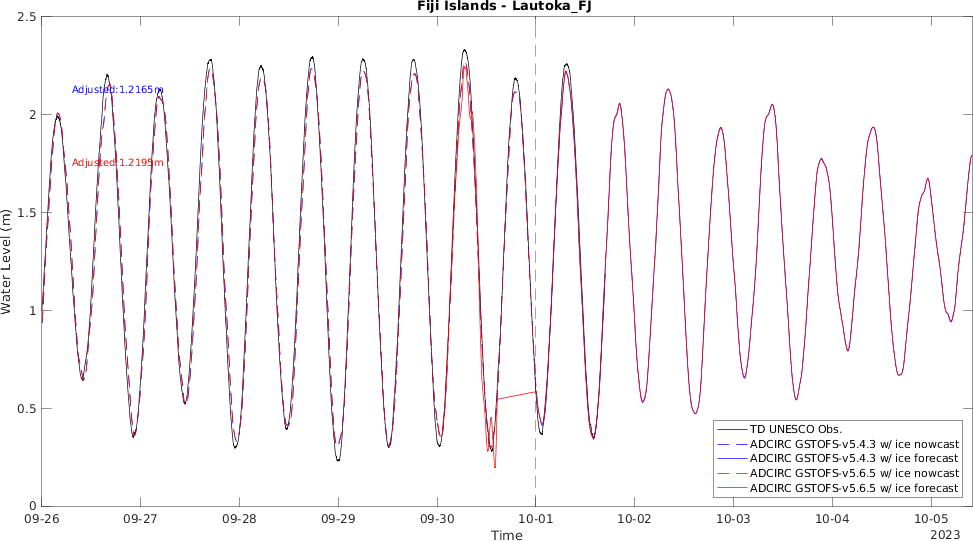 Fiji Islands - Lautoka_FJ
2.5
2
1.5
1
0.5
0
Water Level (m)
Adjusted:1.2165m
Adjusted:1.2195m
TD UNESCO Obs.
ADCIRC GSTOFS-v5.4.3 w/ ice nowcast
ADCIRC GSTOFS-v5.4.3 w/ ice forecast
ADCIRC GSTOFS-v5.6.5 w/ ice nowcast
ADCIRC GSTOFS-v5.6.5 w/ ice forecast
09-26 09-27 09-28 09-29 09-30 10-01 10-02 10-03 10-04 10-05
Time
2023